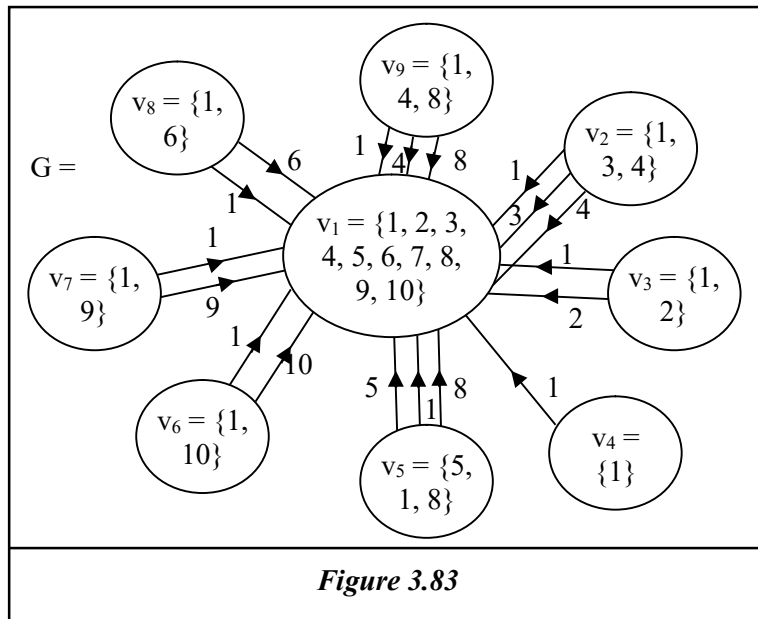 v₉ = {1,
4, 8}
v₈ = {1,
6}
v₂ = {1,
3, 4}
1
4
8
6
1
1
3
4
G =
v₁ = {1, 2, 3,
4, 5, 6, 7, 8,
9, 10}
1
9
v₇ = {1,
9}
1
2
v₃ = {1,
2}
1
10
5
1
8
1
v₆ = {1,
10}
v₅ = {5,
1, 8}
v₄ =
{1}
Figure 3.83